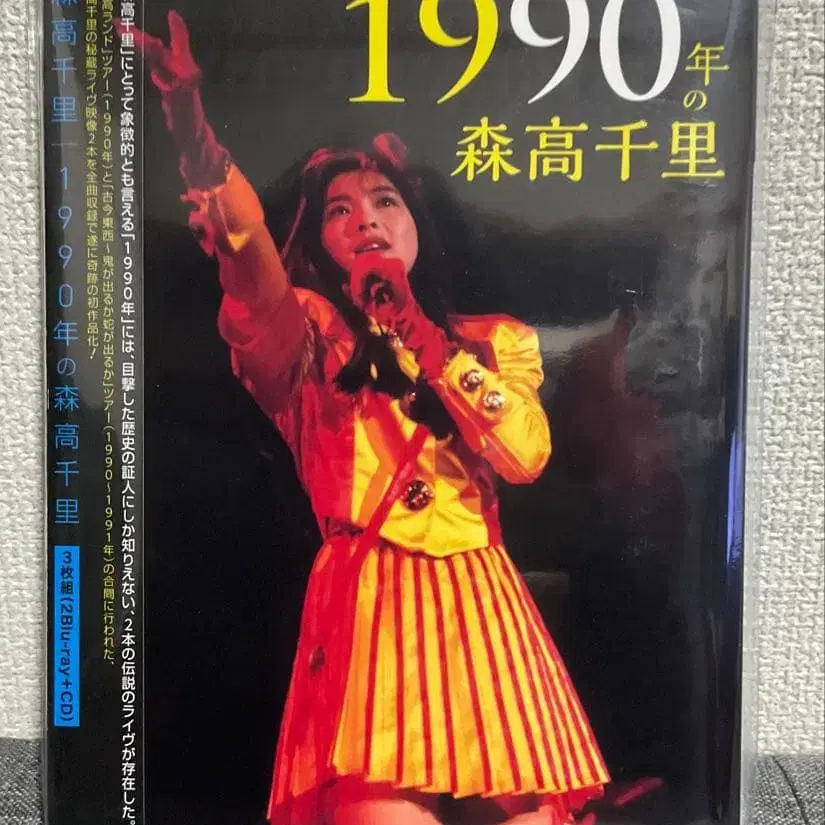 1990年の
森高千里
高千里」にとって象徴的とも言える「1990年」には、目撃した歴史の証人にしか知りえない、2本の伝説のライヴが存在した。
高ランド」ツアー(1990年)と「古今東西~鬼が出るか蛇が出るか」ツアー(1990~1991年)の合間に行われた、
高千里の秘蔵ライヴ映像2本を全曲収録で遂に奇跡の初作品化!
森高千里|1990年の森高千里
3枚組(2Blu-ray+CD)